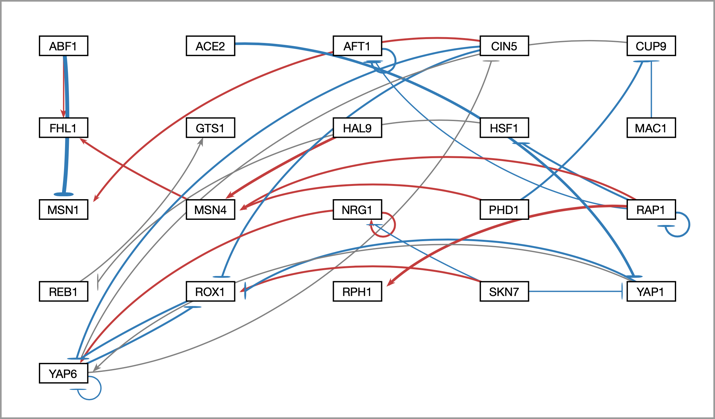 ABF1 ACE2 AFT1 CIN5 CUP9
FHL1 GTS1 HAL9 HSF1 MAC1
MSN1 MSN4 NRG1 PHD1 RAP1
REB1 ROX1 RPH1 SKN7 YAP1
YAP6